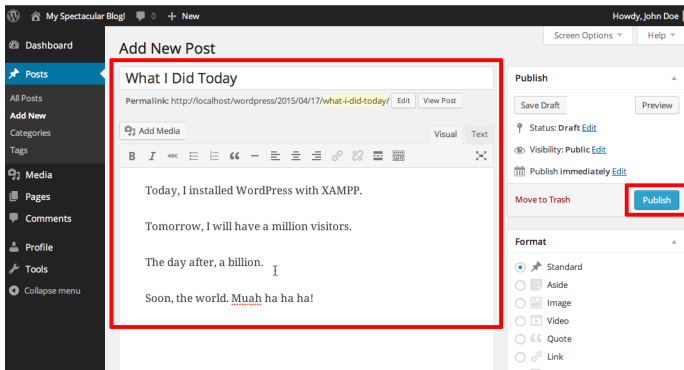 My Spectacular Blog! 0 + New Howdy, John Doe
Screen Options Help
Dashboard
Posts
All Posts
Add New
Categories
Tags
Media
Pages
Comments
Profile
Tools
Collapse menu
Add New Post
What I Did Today
Permalink: http://localhost/wordpress/2015/04/17/what-i-did-today/ Edit View Post
Add Media Visual Text
B I ABC
Today, I installed WordPress with XAMPP.
Tomorrow, I will have a million visitors.
The day after, a billion.
Soon, the world. Muah ha ha ha!
Publish
Save Draft Preview
Status: Draft Edit
Visibility: Public Edit
Publish immediately Edit
Move to Trash Publish
Format
Standard
Aside
Image
Video
Quote
Link